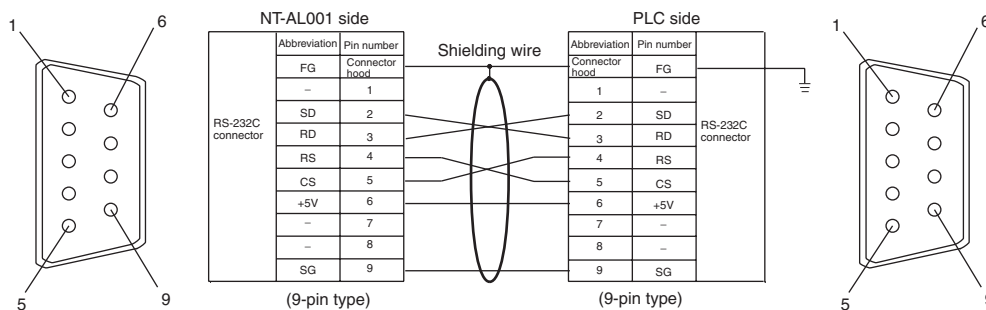 NT-AL001 side
PLC side
1
6
5
9
RS-232C
connector
Abbreviation Pin number
FG Connector hood
– 1
SD 2
RD 3
RS 4
CS 5
+5V 6
– 7
– 8
SG 9
(9-pin type)
Shielding wire
Abbreviation Pin number
Connector hood FG
1 –
2 SD
3 RD
4 RS
5 CS
6 +5V
7 –
8 –
9 SG
RS-232C
connector
(9-pin type)
1
6
5
9